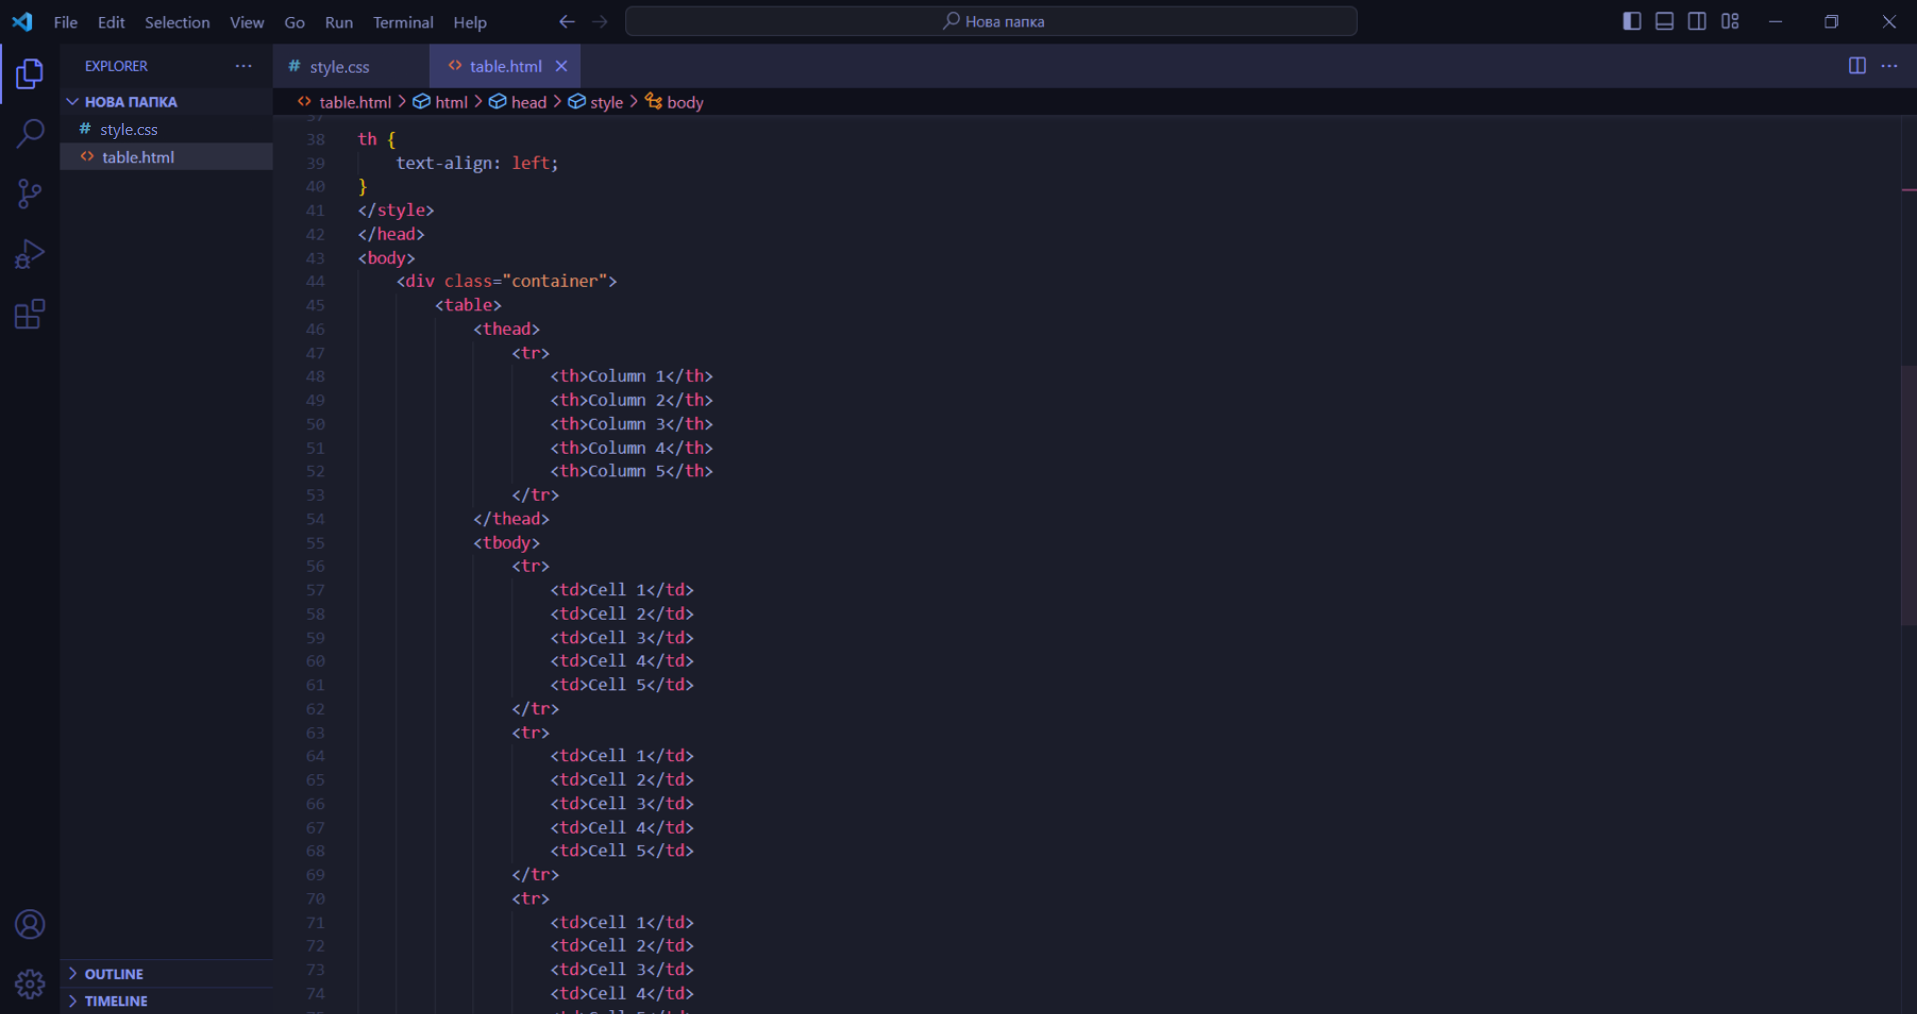 File Edit Selection View Go Run Terminal Help
Нова папка
EXPLORER
style.css
table.html
НОВА ПАПКА
# style.css
<> table.html
table.html > html > head > style > body
37
38 th {
39 text-align: left;
40 }
41 </style>
42 </head>
43 <body>
44 <div class="container">
45 <table>
46 <thead>
47 <tr>
48 <th>Column 1</th>
49 <th>Column 2</th>
50 <th>Column 3</th>
51 <th>Column 4</th>
52 <th>Column 5</th>
53 </tr>
54 </thead>
55 <tbody>
56 <tr>
57 <td>Cell 1</td>
58 <td>Cell 2</td>
59 <td>Cell 3</td>
60 <td>Cell 4</td>
61 <td>Cell 5</td>
62 </tr>
63 <tr>
64 <td>Cell 1</td>
65 <td>Cell 2</td>
66 <td>Cell 3</td>
67 <td>Cell 4</td>
68 <td>Cell 5</td>
69 </tr>
70 <tr>
71 <td>Cell 1</td>
72 <td>Cell 2</td>
73 <td>Cell 3</td>
74 <td>Cell 4</td>
OUTLINE
TIMELINE